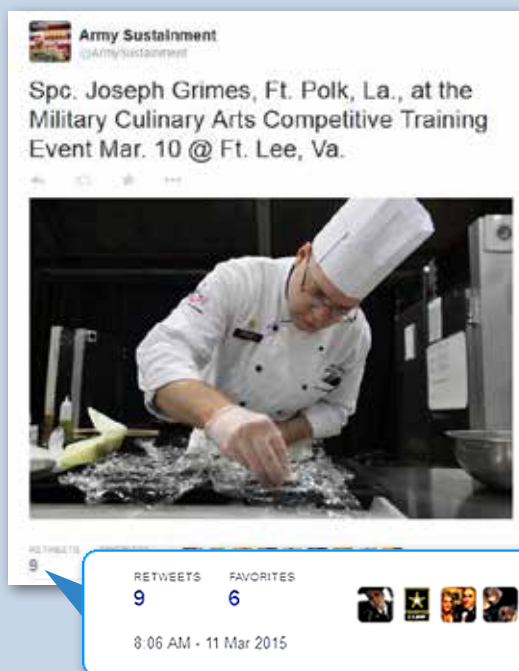 Army Sustainment
@ArmySustainment
Spc. Joseph Grimes, Ft. Polk, La., at the
Military Culinary Arts Competitive Training
Event Mar. 10 @ Ft. Lee, Va.
RETWEETS
9
RETWEETS FAVORITES
9 6
8:06 AM - 11 Mar 2015